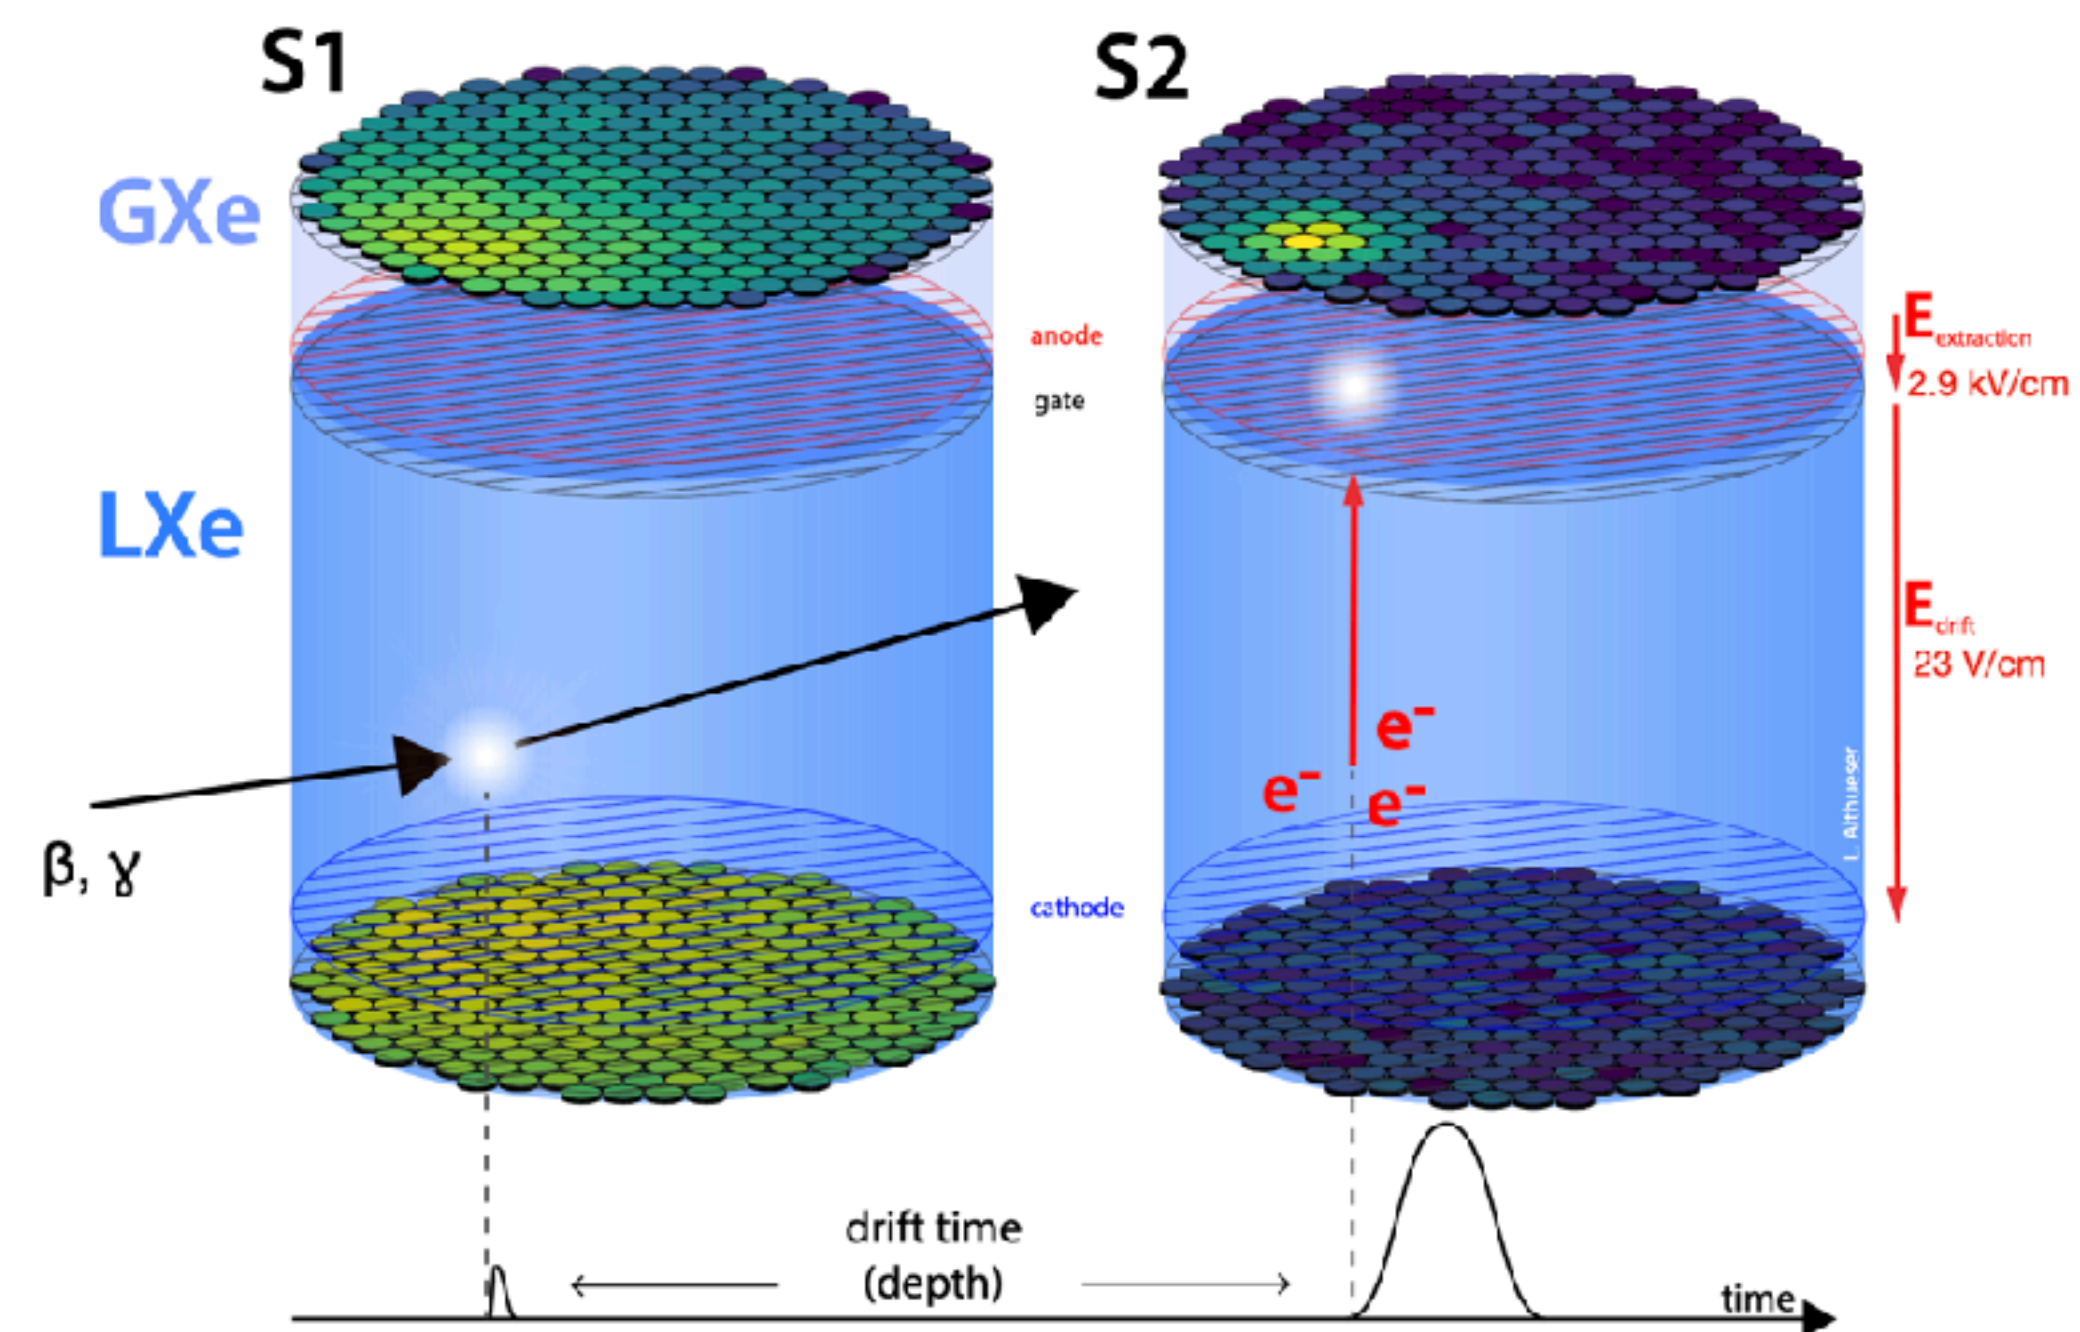 S1
S2
GXe
anode
gate
E extraction
2.9 kV/cm
LXe
E drift
23 V/cm
e⁻
e⁻
e⁻
L. Althueser
β, γ
cathode
drift time
(depth)
time